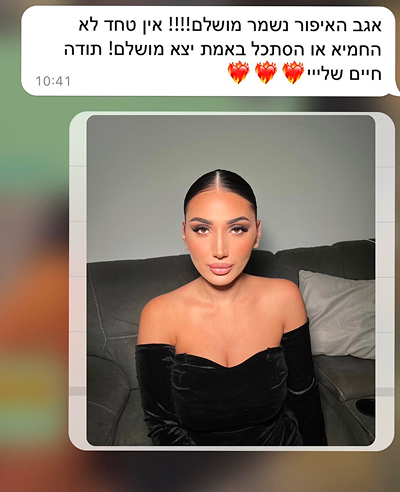 אגב האיפור נשמר מושלם!!!! אין טחד לא
החמיא או הסתכל באמת יצא מושלם! תודה
חיים שלייי❤️‍🔥 ❤️‍🔥 ❤️‍🔥
10:41